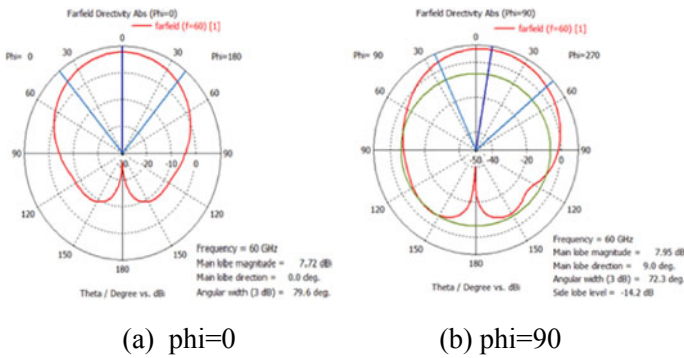 Farfield Directivity Abs (Phi=0)
farfield (f=60) [1]
0
Phi= 0
30
30
Phi=180
60
60
90
-20
-10
0
90
120
120
150
150
180
Theta / Degree vs. dBi
Frequency = 60 GHz
Main lobe magnitude = 7.72 dBi
Main lobe direction = 0.0 deg.
Angular width (3 dB) = 79.6 deg.
(a) phi=0
Farfield Directivity Abs (Phi=90)
farfield (f=60) [1]
0
Phi= 90
30
30
Phi=270
60
60
90
-50
-40
-20
0
90
120
120
150
150
180
Theta / Degree vs. dBi
Frequency = 60 GHz
Main lobe magnitude = 7.95 dBi
Main lobe direction = 9.0 deg.
Angular width (3 dB) = 72.3 deg.
Side lobe level = -14.2 dB
(b) phi=90